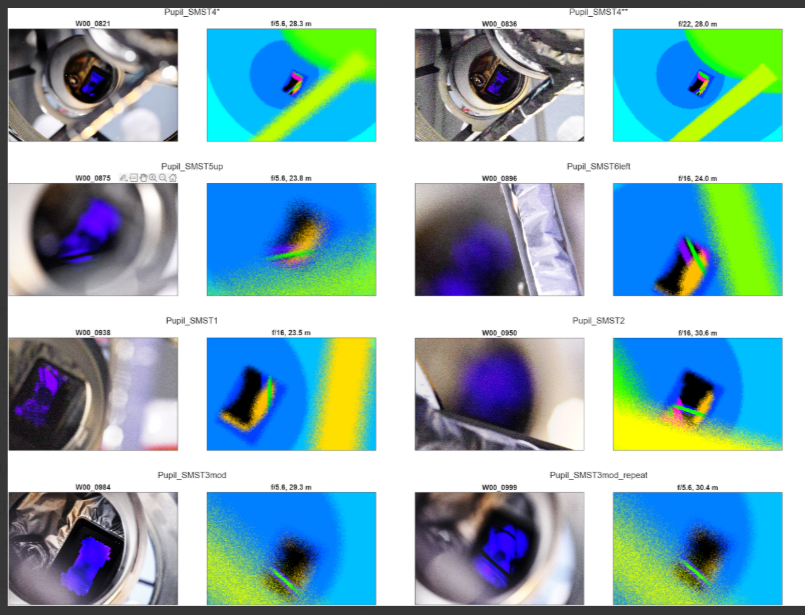 Pupil_SMST4*
W00_0821
f/5.6, 28.3 m
Pupil_SMST4**
W00_0836
f/22, 28.0 m
Pupil_SMST5up
W00_0875
f/5.6, 23.8 m
Pupil_SMST6left
W00_0896
f/16, 24.0 m
Pupil_SMST1
W00_0938
f/16, 23.5 m
Pupil_SMST2
W00_0950
f/16, 30.6 m
Pupil_SMST3mod
W00_0984
f/5.6, 29.3 m
Pupil_SMST3mod_repeat
W00_0999
f/5.6, 30.4 m